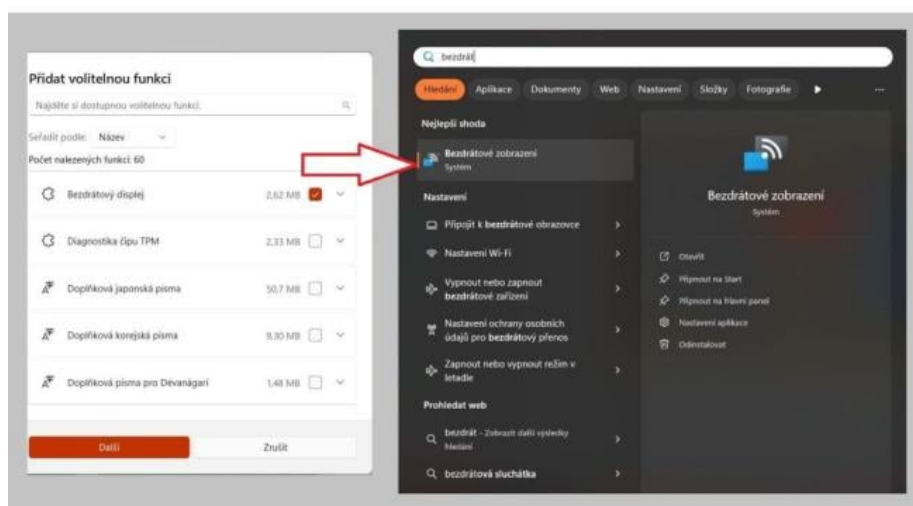 Přidat volitelnou funkci
Najděte si dostupnou volitelnou funkci.
Seřadit podle: Název
Počet nalezených funkcí: 60
Bezdrátový displej 2,62 MB
Diagnostika čipu TPM 2,33 MB
Doplňková japonská písma 50,7 MB
Doplňková korejská písma 9,30 MB
Doplňková písma pro Dévanágarí 1,48 MB
Další Zrušit
bezdrát
Hledání Aplikace Dokumenty Web Nastavení Složky Fotografie
Nejlepší shoda
Bezdrátové zobrazení
Systém
Nastavení
Připojit k bezdrátové obrazovce
Nastavení Wi-Fi
Vypnout nebo zapnout
bezdrátové zařízení
Nastavení ochrany osobních
údajů pro bezdrátový přenos
Zapnout nebo vypnout režim v
letadle
Prohledat web
bezdrát - Zobrazit další výsledky
hledání
bezdrátová sluchátka
Bezdrátové zobrazení
Systém
Otevřít
Připnout na Start
Připnout na hlavní panel
Nastavení aplikace
Odinstalovat